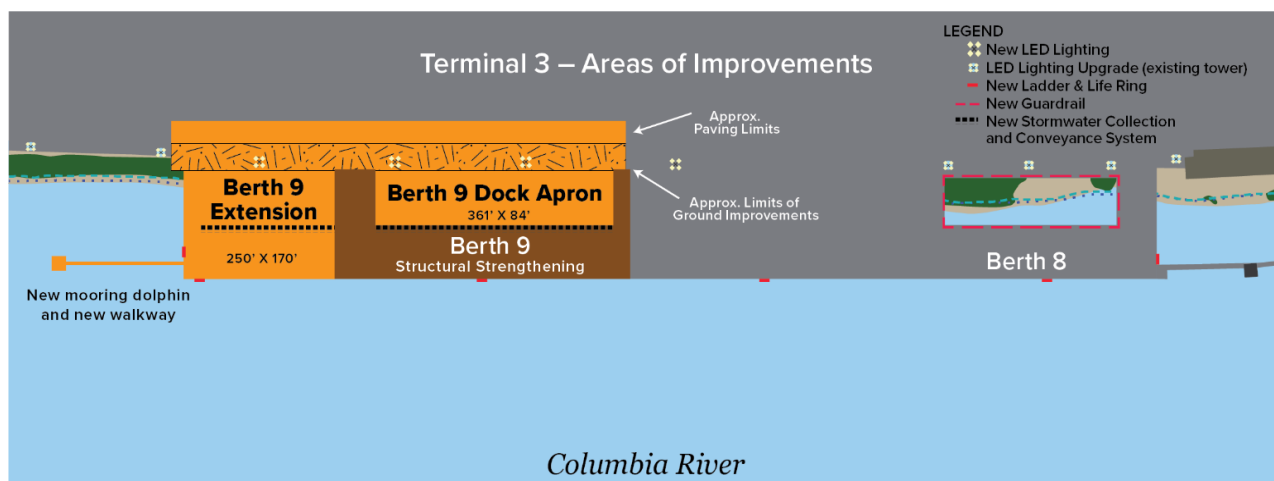 Terminal 3 – Areas of Improvements
LEGEND
New LED Lighting
LED Lighting Upgrade (existing tower)
New Ladder & Life Ring
New Guardrail
New Stormwater Collection
and Conveyance System
Approx.
Paving Limits
Approx. Limits of
Ground Improvements
Berth 9
Extension
250’ X 170’
Berth 9 Dock Apron
361’ X 84’
Berth 9
Structural Strengthening
Berth 8
New mooring dolphin
and new walkway
Columbia River